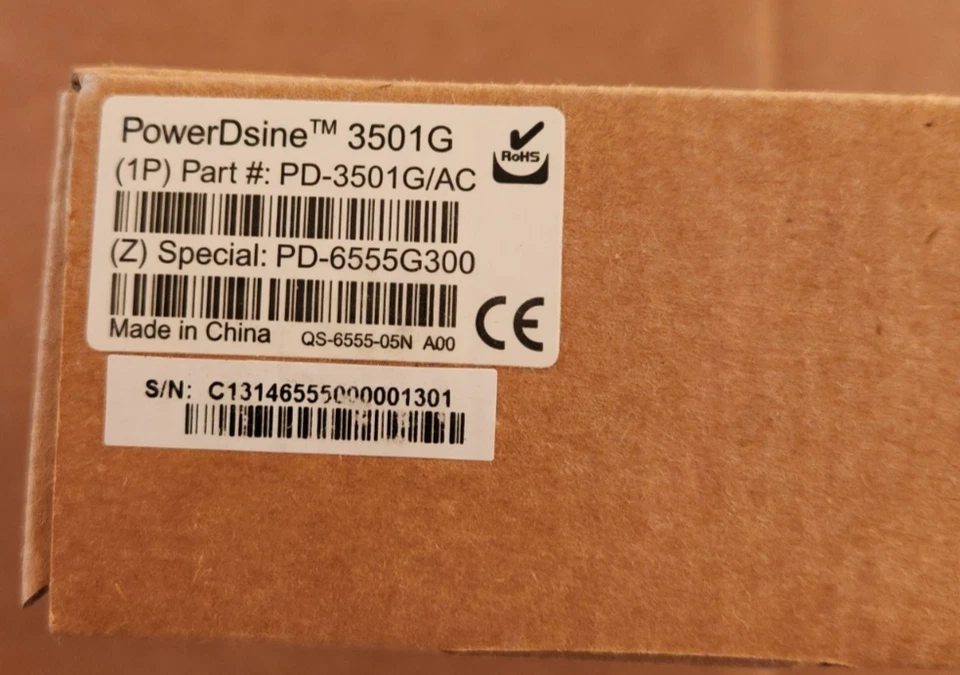 PowerDsine™ 3501G
RoHS
(1P) Part #: PD-3501G/AC
(Z) Special: PD-6555G300
CE
Made in China QS-6555-05N A00
S/N: C13146555000001301